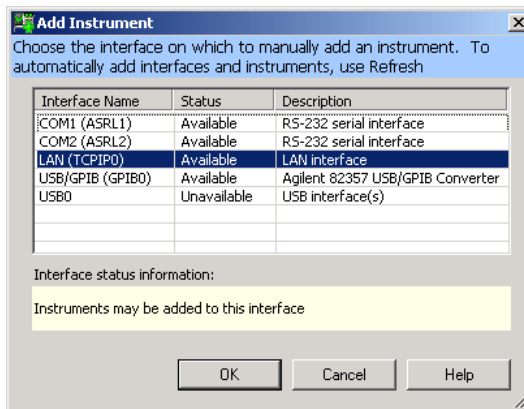 Add Instrument
Choose the interface on which to manually add an instrument. To
automatically add interfaces and instruments, use Refresh
Interface Name Status Description
COM1 (ASRL1) Available RS-232 serial interface
COM2 (ASRL2) Available RS-232 serial interface
LAN (TCPIP0) Available LAN interface
USB/GPIB (GPIB0) Available Agilent 82357 USB/GPIB Converter
USB0 Unavailable USB interface(s)
Interface status information:
Instruments may be added to this interface
OK Cancel Help